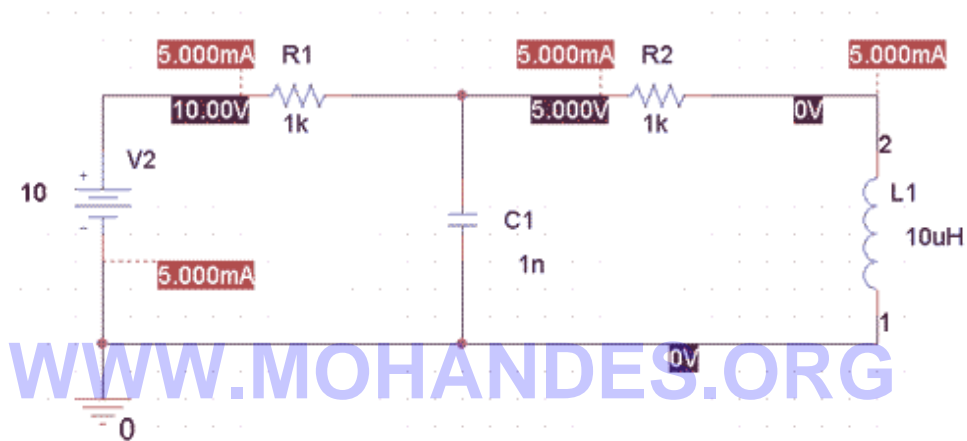 5.000mA R1 5.000mA R2 5.000mA
10.00V 1k 5.000V 1k 0V
V2 2
+
10 L1
C1 10uH
-
1n
5.000mA
1
0V
WWW.MOHANDES.ORG
0